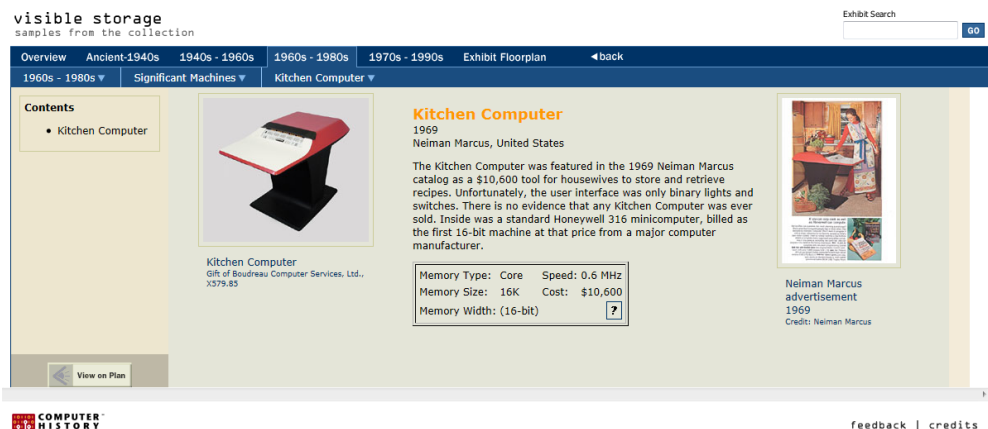 visible storage
samples from the collection
Exhibit Search
GO
Overview Ancient-1940s 1940s - 1960s 1960s - 1980s 1970s - 1990s Exhibit Floorplan ◀back
1960s - 1980s ▼ Significant Machines ▼ Kitchen Computer ▼
Contents
• Kitchen Computer
Kitchen Computer
Gift of Boudreau Computer Services, Ltd.,
X579.85
Kitchen Computer
1969
Neiman Marcus, United States
The Kitchen Computer was featured in the 1969 Neiman Marcus
catalog as a $10,600 tool for housewives to store and retrieve
recipes. Unfortunately, the user interface was only binary lights and
switches. There is no evidence that any Kitchen Computer was ever
sold. Inside was a standard Honeywell 316 minicomputer, billed as
the first 16-bit machine at that price from a major computer
manufacturer.
Memory Type: Core Speed: 0.6 MHz
Memory Size: 16K Cost: $10,600
Memory Width: (16-bit) ?
Neiman Marcus
advertisement
1969
Credit: Neiman Marcus
View on Plan
COMPUTER
HISTORY
feedback | credits